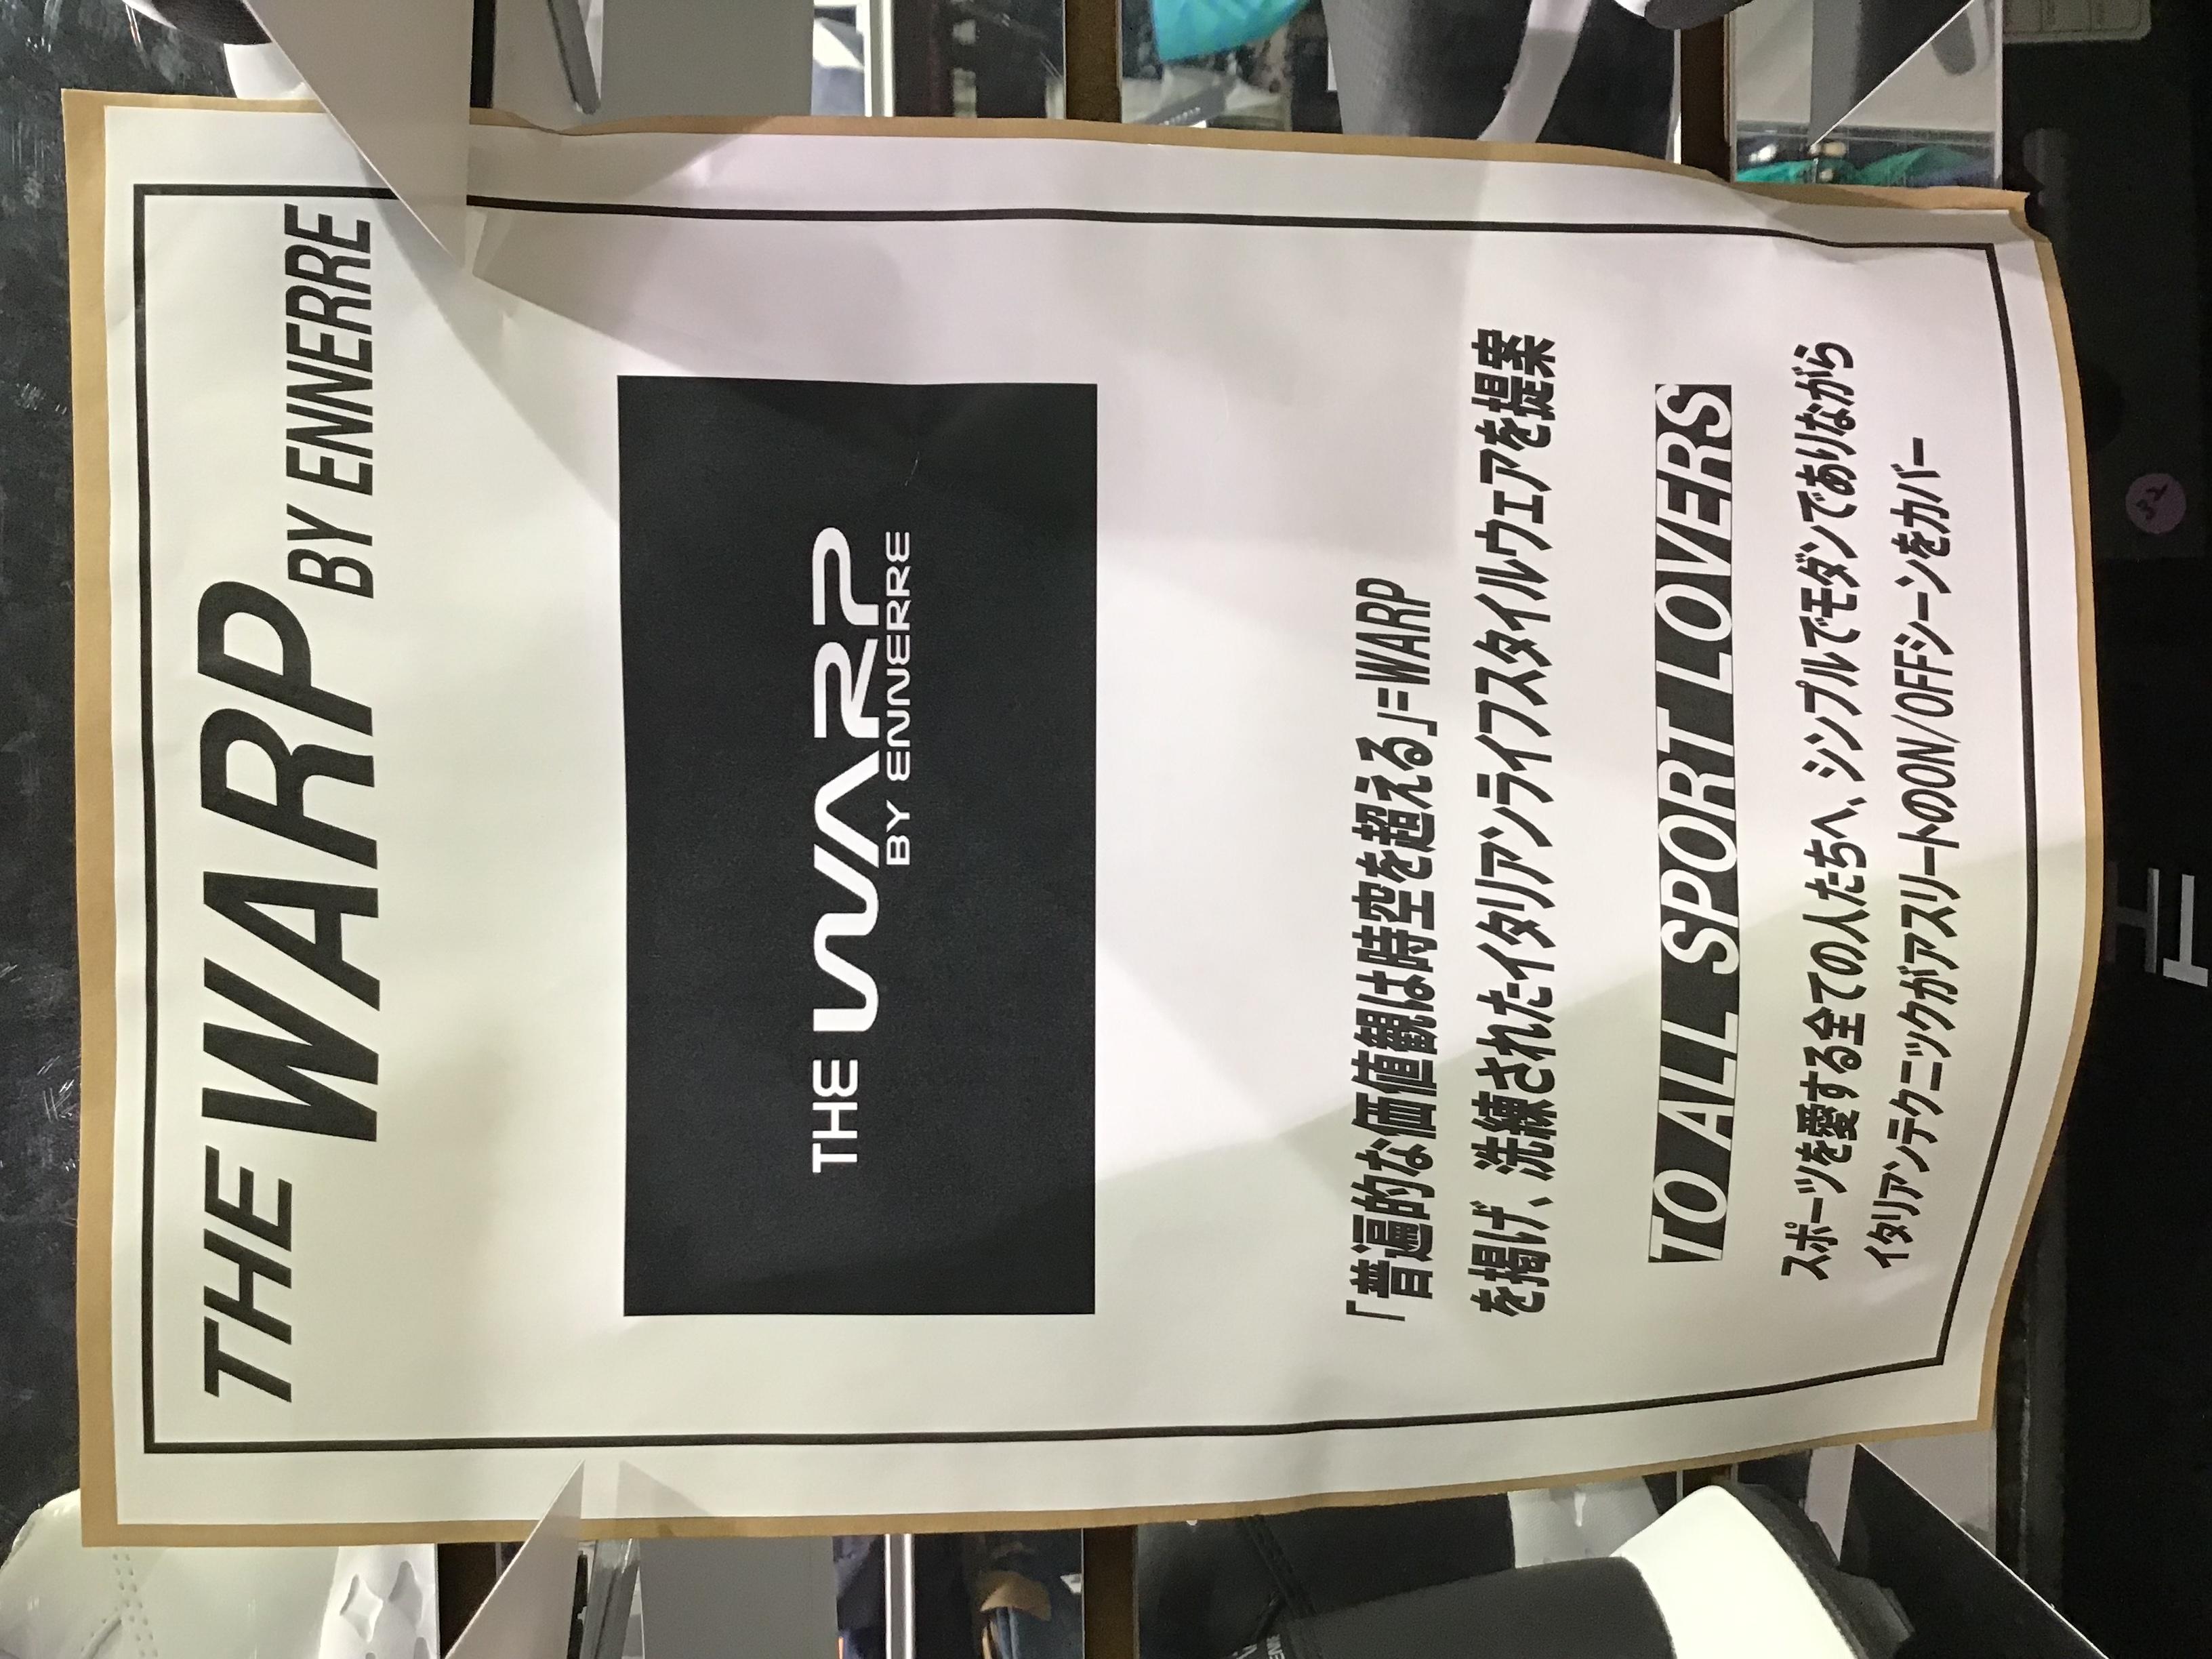 THE WARP BY ENNERRE
THE WARP
BY ENNERRE
「普遍的な価値観は時空を超える」=WARP
を掲げ、洗練されたイタリアンライフスタイルウェアを提案
TO ALL SPORT LOVERS
スポーツを愛する全ての人たちへ、シンプルでモダンでありながら
イタリアンテクニックがアスリートのON/OFFシーンをカバー
32